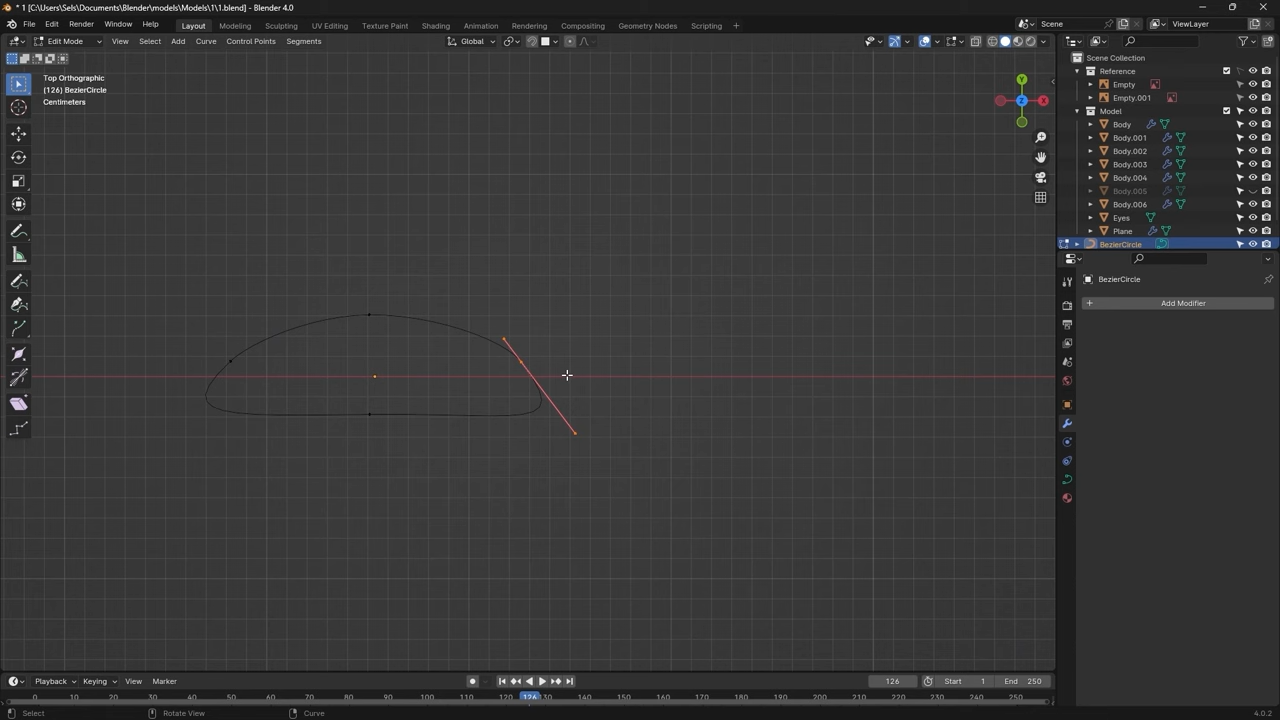 * 1 [C:\Users\Sels\Documents\Blender\models\Models\1\1.blend] - Blender 4.0
File Edit Render Window Help Layout Modeling Sculpting UV Editing Texture Paint Shading Animation Rendering Compositing Geometry Nodes Scripting + Scene ViewLayer
Edit Mode View Select Add Curve Control Points Segments Global
Top Orthographic
(126) BezierCircle
Centimeters
Y
Z
X
Scene Collection
Reference
Empty
Empty.001
Model
Body
Body.001
Body.002
Body.003
Body.004
Body.005
Body.006
Eyes
Plane
BezierCircle
BezierCircle
+ Add Modifier
Playback Keying View Marker 126 Start 1 End 250
0 10 20 30 40 50 60 70 80 90 100 110 120 126 130 140 150 160 170 180 190 200 210 220 230 240 250
Select Rotate View Curve 4.0.2